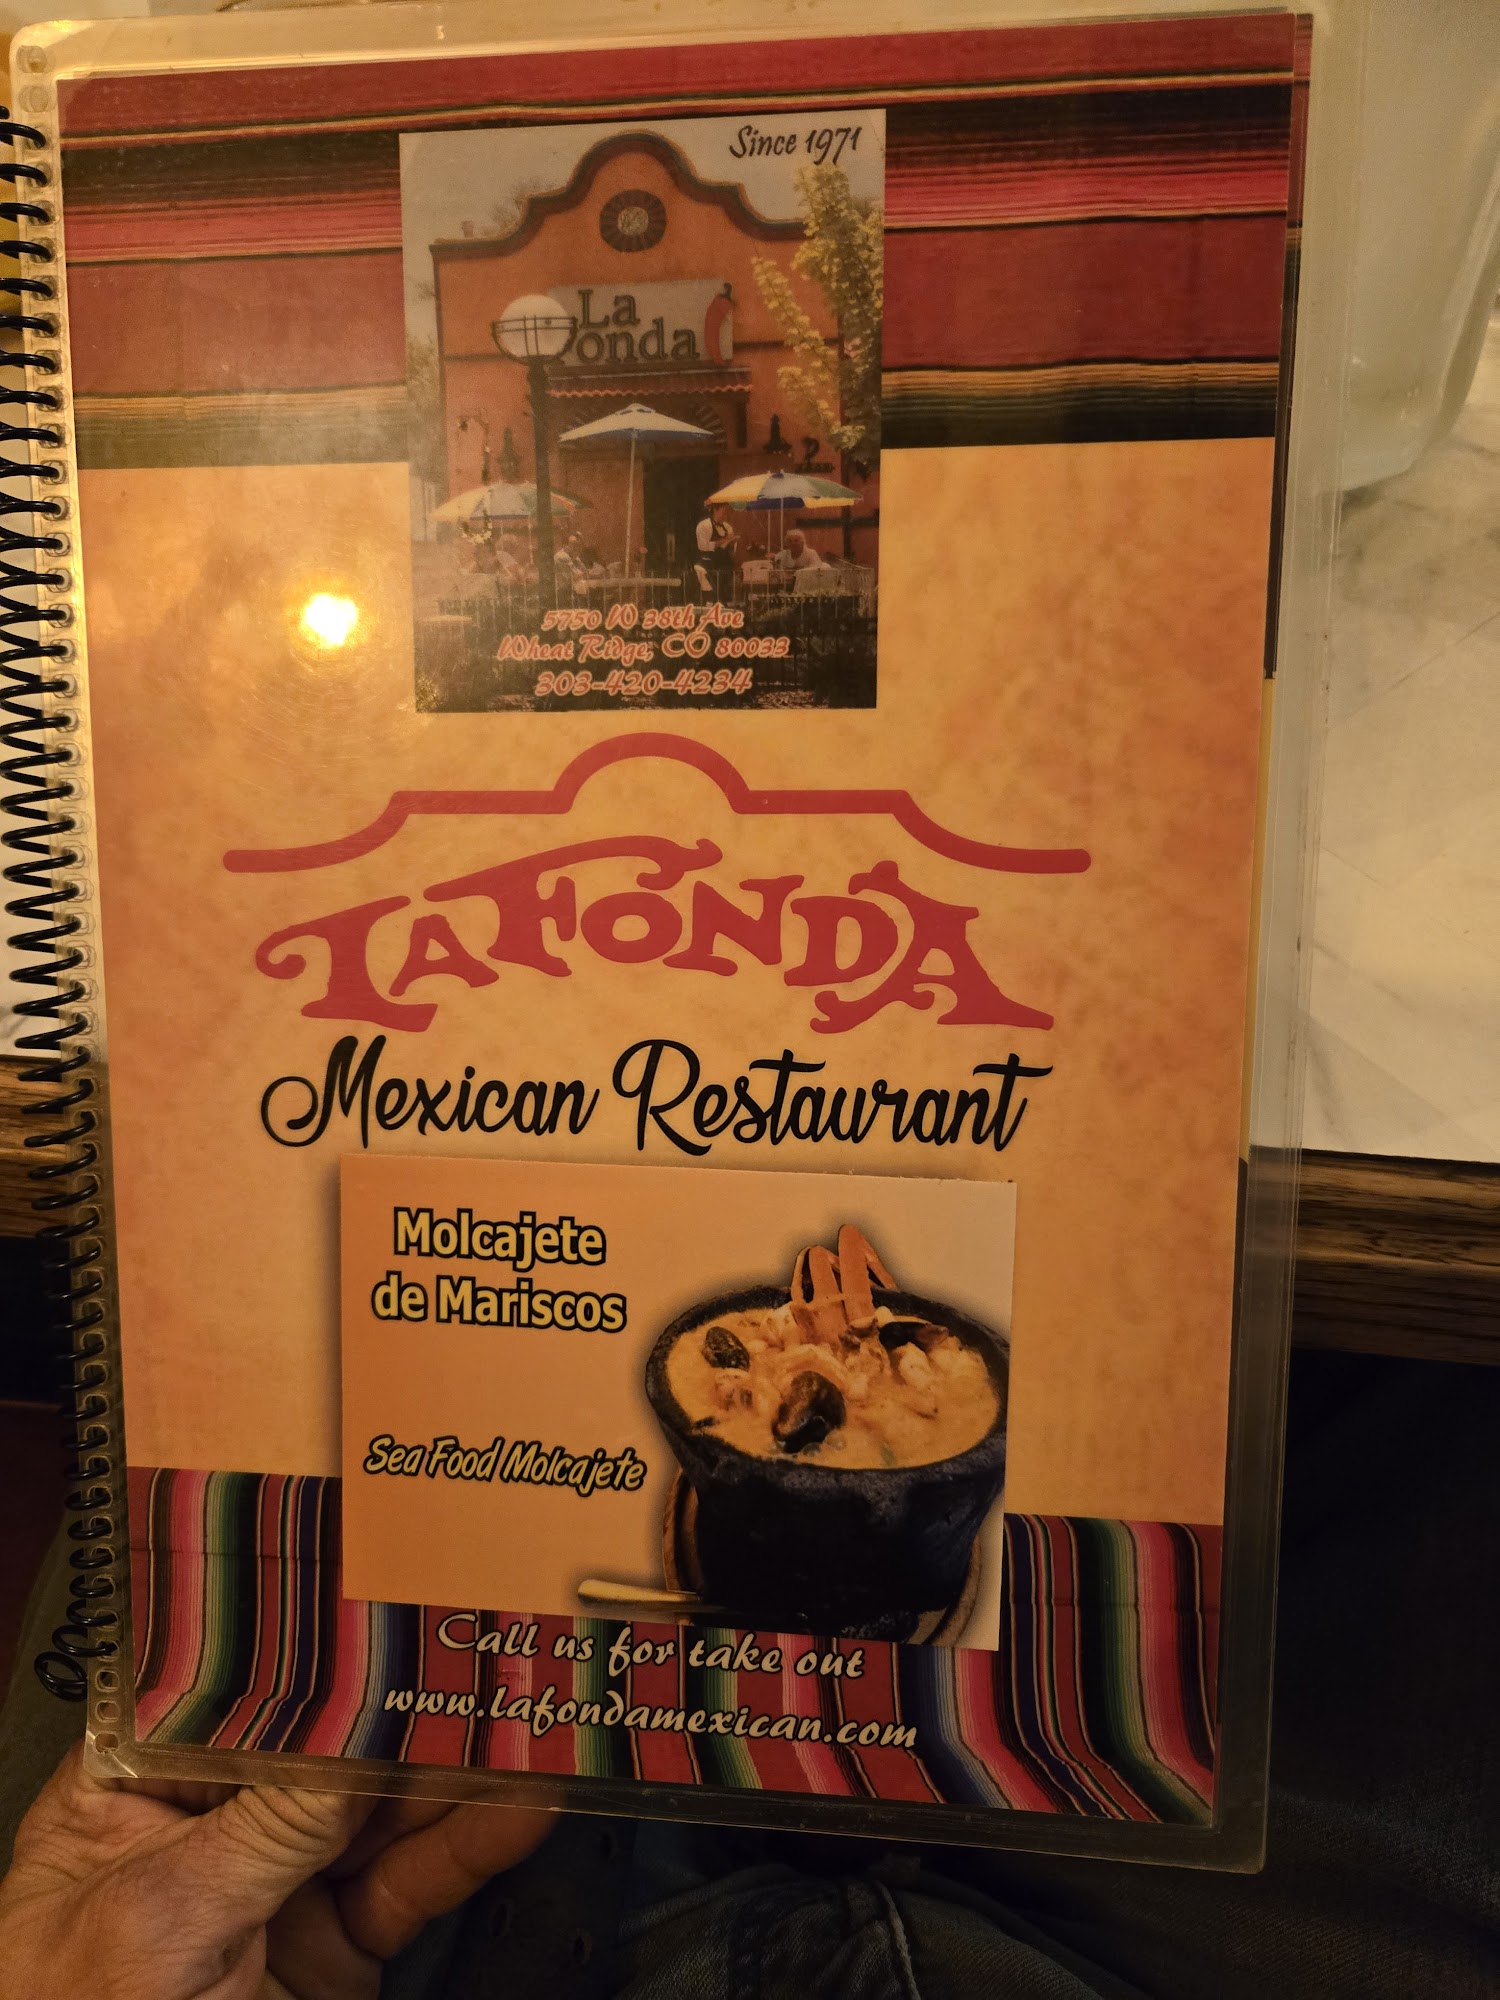 Since 1971
La
Fonda
5750 W 38th Ave
Wheat Ridge, CO 80033
303-420-4234
LA FONDA
Mexican Restaurant
Molcajete
de Mariscos
Sea Food Molcajete
Call us for take out
www.lafondamexican.com